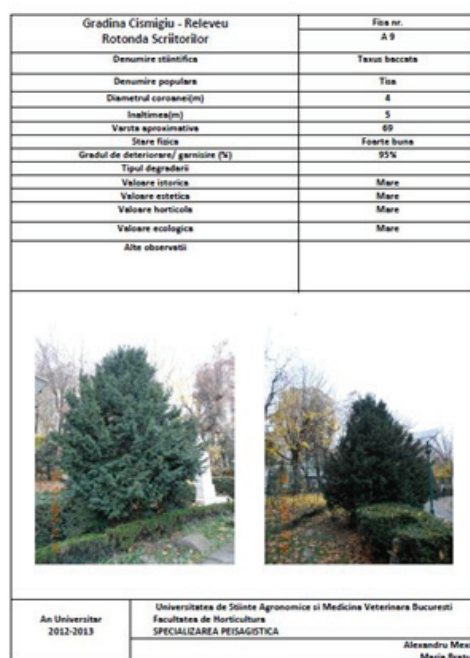 Gradina Cismigiu - Releveu
Rotonda Scriitorilor
Fisa nr.
A 9
Denumire stiintifica Taxus baccata
Denumire populara Tisa
Diametrul coroanei(m) 4
Inaltimea(m) 5
Varsta aproximativa 69
Stare fizica Foarte buna
Gradul de deteriorare/ garnisire (%) 95%
Tipul degradarii
Valoare istorica Mare
Valoare estetica Mare
Valoare horticola Mare
Valoare ecologica Mare
Alte observatii
An Universitar
2012-2013
Universitatea de Stiinte Agronomice si Medicina Veterinara Bucuresti
Facultatea de Horticultura
SPECIALIZAREA PEISAGISTICA
Alexandru Mexi
Maria